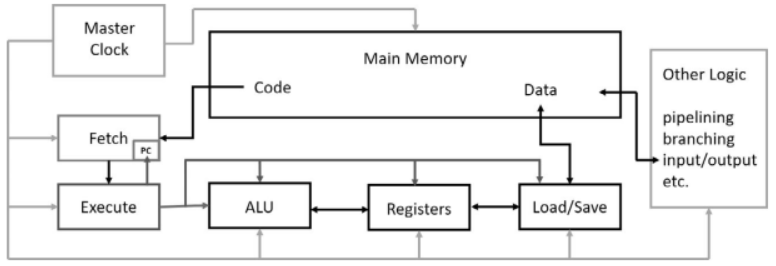 Master
Clock
Main Memory
Code
Data
Other Logic
pipelining
branching
input/output
etc.
Fetch
PC
Execute
ALU
Registers
Load/Save